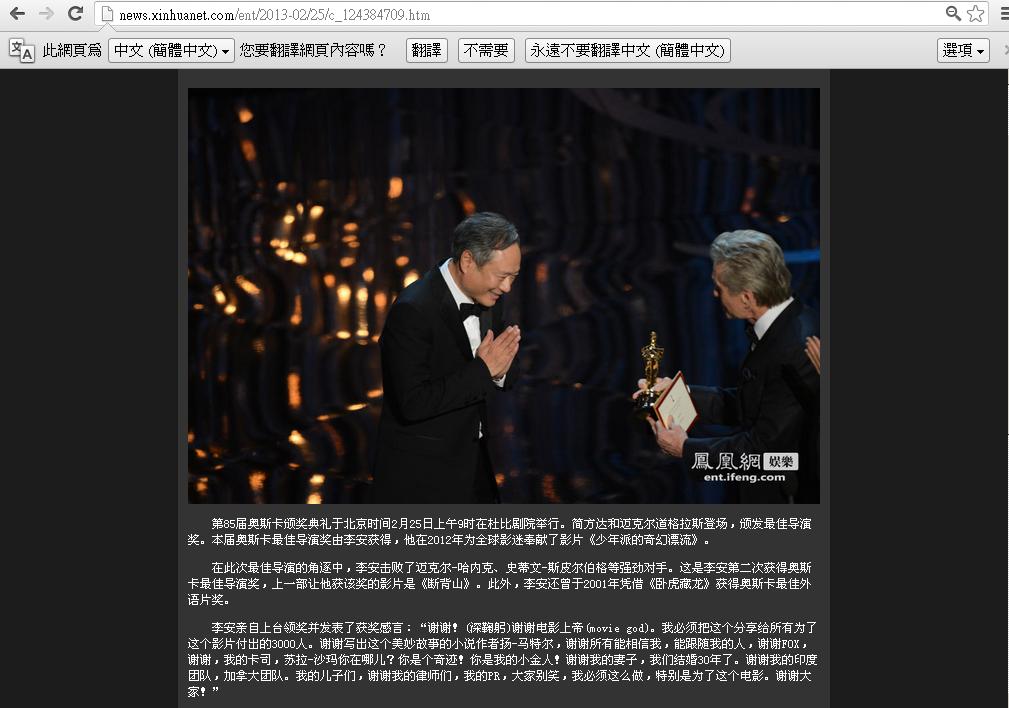 news.xinhuanet.com/ent/2013-02/25/c_124384709.htm
此網頁為 中文 (簡體中文) 您要翻譯網頁內容嗎？ 翻譯 不需要 永遠不要翻譯中文 (簡體中文) 選項
鳳凰網 娛樂
ent.ifeng.com
第85届奥斯卡颁奖典礼于北京时间2月25日上午9时在杜比剧院举行。简方达和迈克尔道格拉斯登场，颁发最佳导演
奖。本届奥斯卡最佳导演奖由李安获得，他在2012年为全球影迷奉献了影片《少年派的奇幻漂流》。
在此次最佳导演的角逐中，李安击败了迈克尔-哈内克、史蒂文-斯皮尔伯格等强劲对手。这是李安第二次获得奥斯
卡最佳导演奖，上一部让他获该奖的影片是《断背山》。此外，李安还曾于2001年凭借《卧虎藏龙》获得奥斯卡最佳外
语片奖。
李安亲自上台领奖并发表了获奖感言：“谢谢！(深鞠躬)谢谢电影上帝(movie god)。我必须把这个分享给所有为了
这个影片付出的3000人。谢谢写出这个美妙故事的小说作者扬-马特尔，谢谢所有能相信我，能跟随我的人，谢谢FOX，
谢谢，我的卡司，苏拉-沙玛你在哪儿？你是个奇迹！你是我的小金人！谢谢我的妻子，我们结婚30年了。谢谢我的印度
团队，加拿大团队。我的儿子们，谢谢我的律师们，我的PR，大家别笑，我必须这么做，特别是为了这个电影。谢谢大
家！”